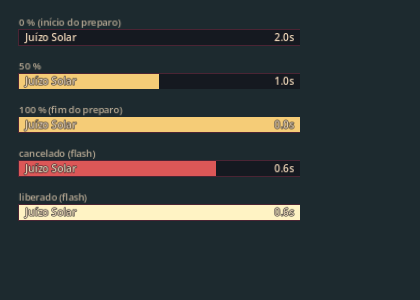 0 % (início do preparo)
Juízo Solar 2.0s
50 %
Juízo Solar 1.0s
100 % (fim do preparo)
Juízo Solar 0.0s
cancelado (flash)
Juízo Solar 0.6s
liberado (flash)
Juízo Solar 0.6s